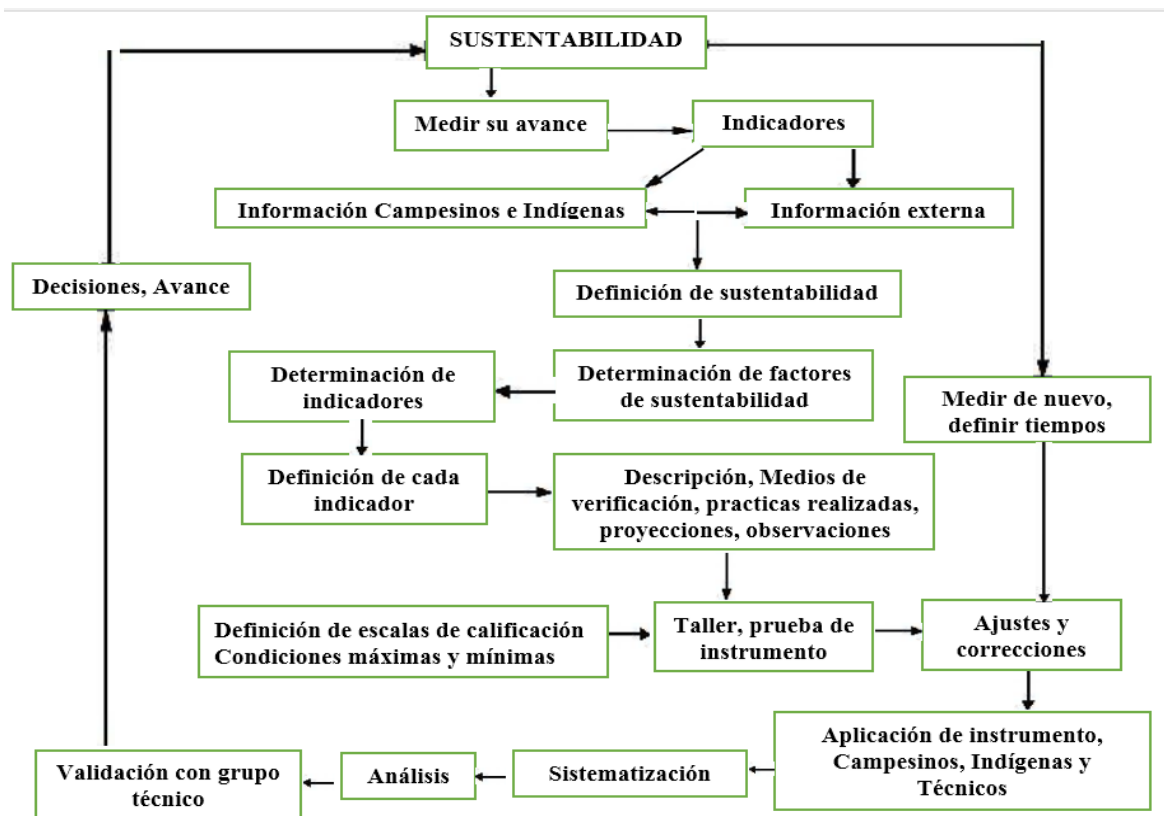 SUSTENTABILIDAD
Medir su avance
Indicadores
Información Campesinos e Indígenas
Información externa
Decisiones, Avance
Definición de sustentabilidad
Determinación de
indicadores
Determinación de factores
de sustentabilidad
Medir de nuevo,
definir tiempos
Definición de cada
indicador
Descripción, Medios de
verificación, practicas realizadas,
proyecciones, observaciones
Definición de escalas de calificación
Condiciones máximas y mínimas
Taller, prueba de
instrumento
Ajustes y
correcciones
Aplicación de instrumento,
Campesinos, Indígenas y
Técnicos
Sistematización
Análisis
Validación con grupo
técnico